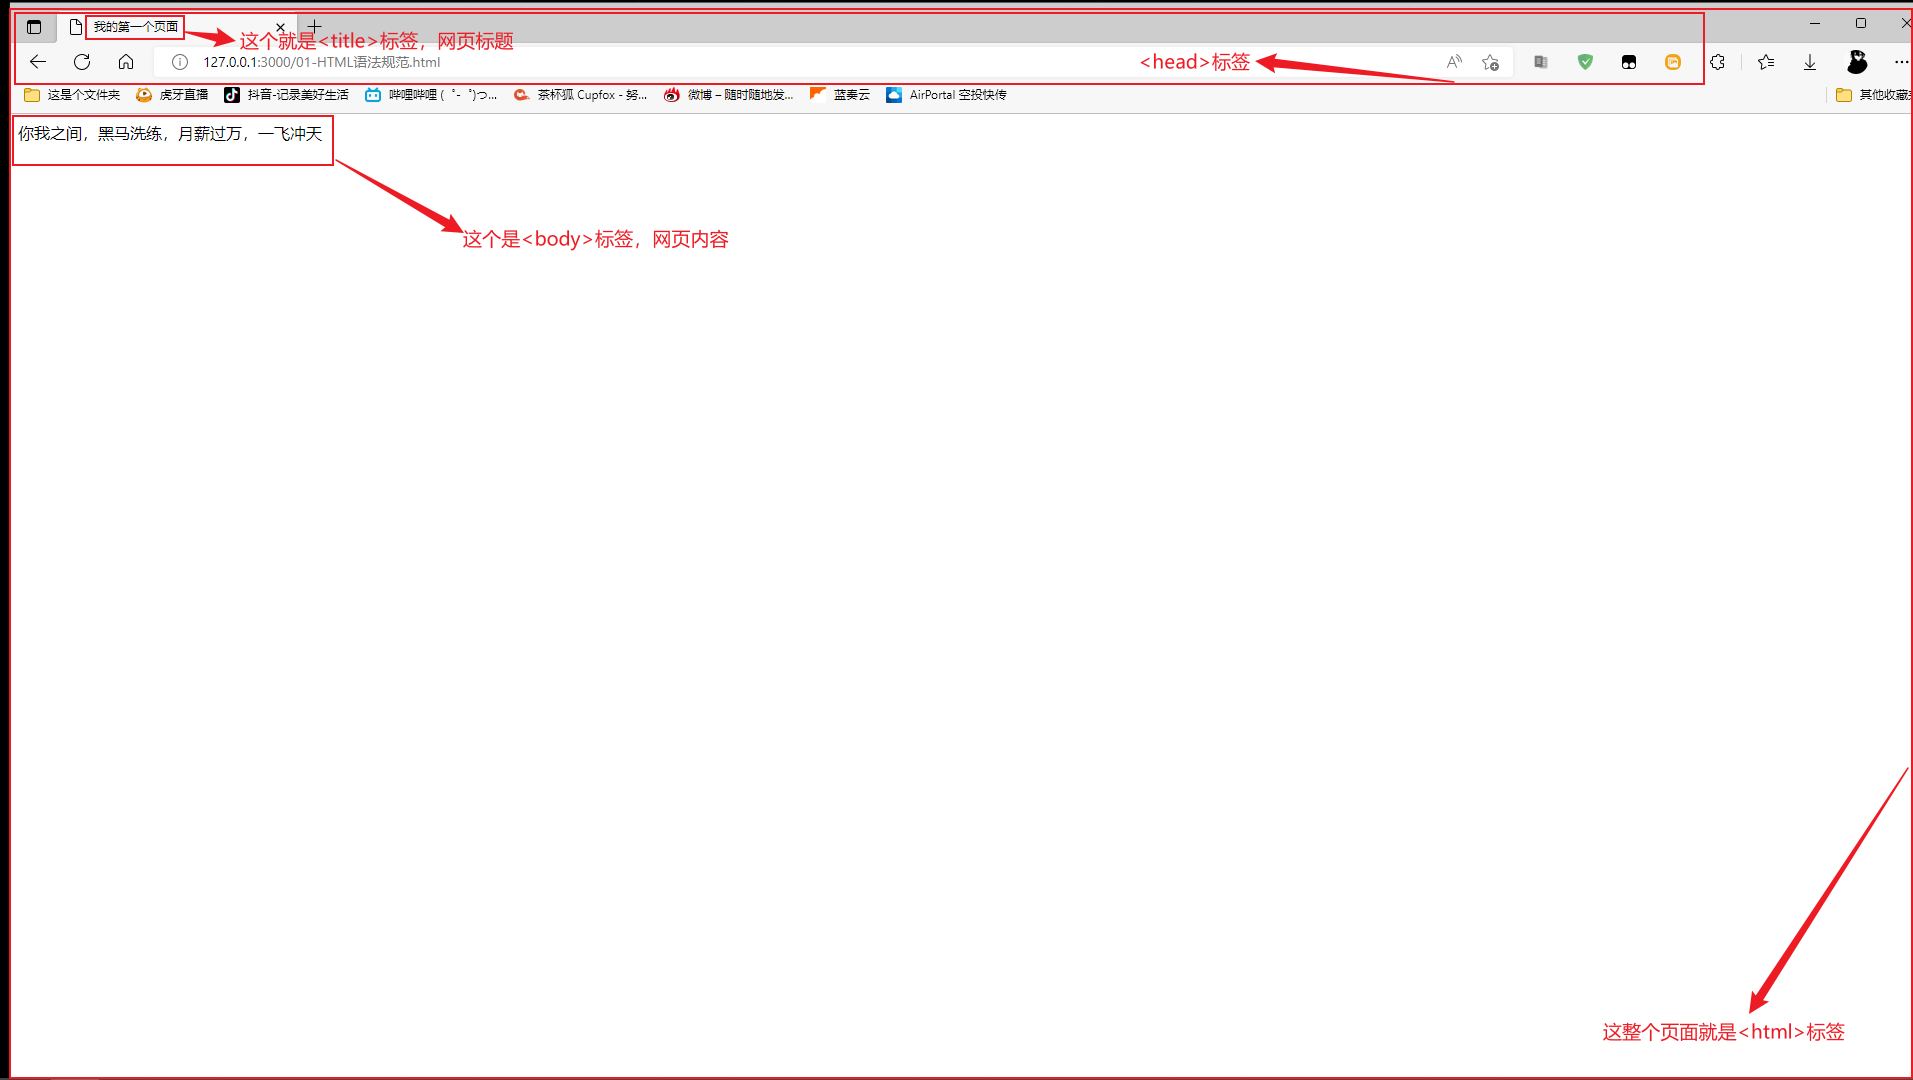 我的第一个页面
这个就是<title>标签，网页标题
127.0.0.1:3000/01-HTML语法规范.html
<head>标签
这是个文件夹 虎牙直播 抖音-记录美好生活 哔哩哔哩 (゜-゜)つ... 茶杯狐 Cupfox - 努... 微博 – 随时随地发... 蓝奏云 AirPortal 空投快传 其他收藏夹
你我之间，黑马洗练，月薪过万，一飞冲天
这个是<body>标签，网页内容
这整个页面就是<html>标签